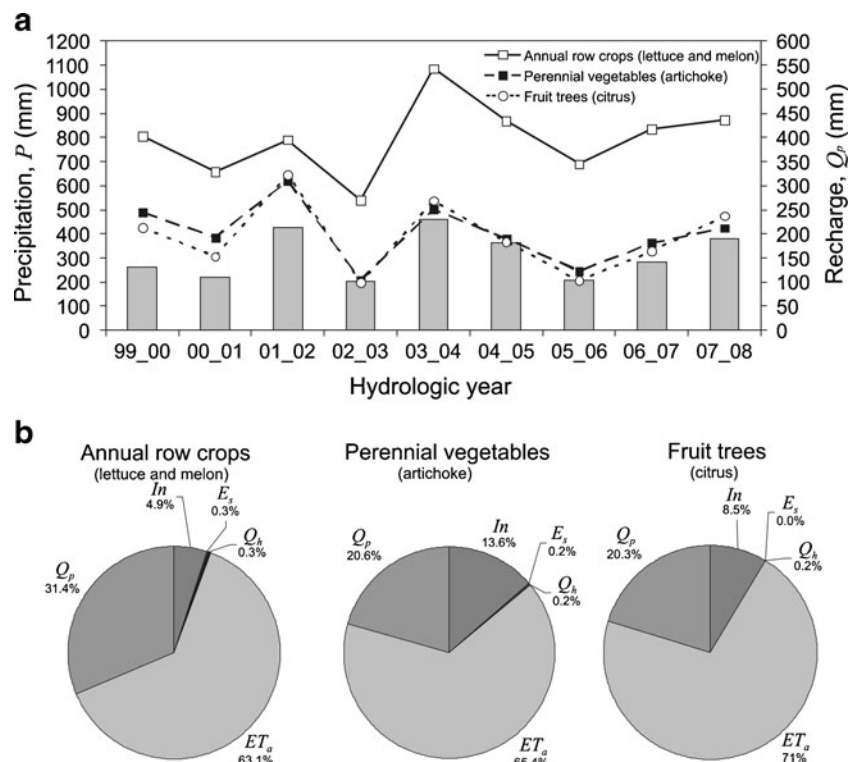 a
1200
1100
1000
900
800
700
600
500
400
300
200
100
0
Precipitation, P (mm)
600
550
500
450
400
350
300
250
200
150
100
50
0
Recharge, Qp (mm)
Annual row crops (lettuce and melon)
Perennial vegetables (artichoke)
Fruit trees (citrus)
99_00 00_01 01_02 02_03 03_04 04_05 05_06 06_07 07_08
Hydrologic year
b
Annual row crops
(lettuce and melon)
In
4.9%
Es
0.3%
Qh
0.3%
Qp
31.4%
ETa
63.1%
Perennial vegetables
(artichoke)
In
13.6%
Es
0.2%
Qh
0.2%
Qp
20.6%
ETa
65.4%
Fruit trees
(citrus)
In
8.5%
Es
0.0%
Qh
0.2%
Qp
20.3%
ETa
71%